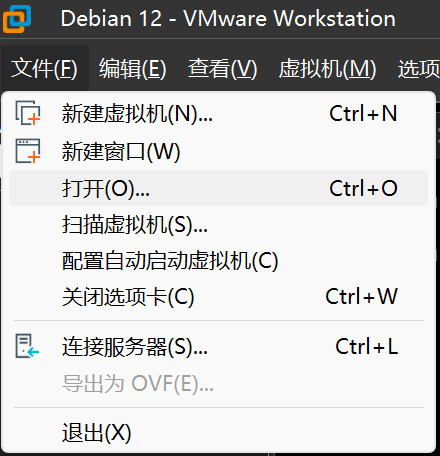 Debian 12 - VMware Workstation
文件(F) 编辑(E) 查看(V) 虚拟机(M) 选项
新建虚拟机(N)... Ctrl+N
新建窗口(W)
打开(O)... Ctrl+O
扫描虚拟机(S)...
配置自动启动虚拟机(C)
关闭选项卡(C) Ctrl+W
连接服务器(S)... Ctrl+L
导出为 OVF(E)...
退出(X)